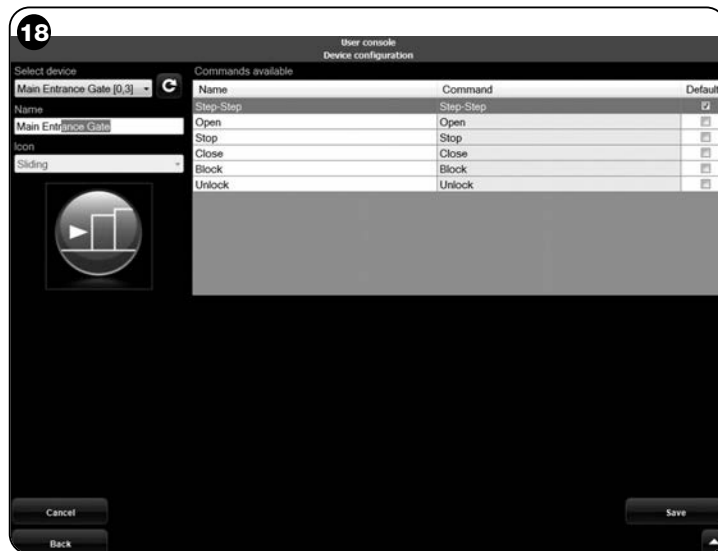 18
User console
Device configuration
Select device
Main Entrance Gate [0,3]
Name
Main Entrance Gate
Icon
Sliding
Commands available
Name Command Default
Step-Step Step-Step
Open Open
Stop Stop
Close Close
Block Block
Unlock Unlock
Cancel
Save
Back